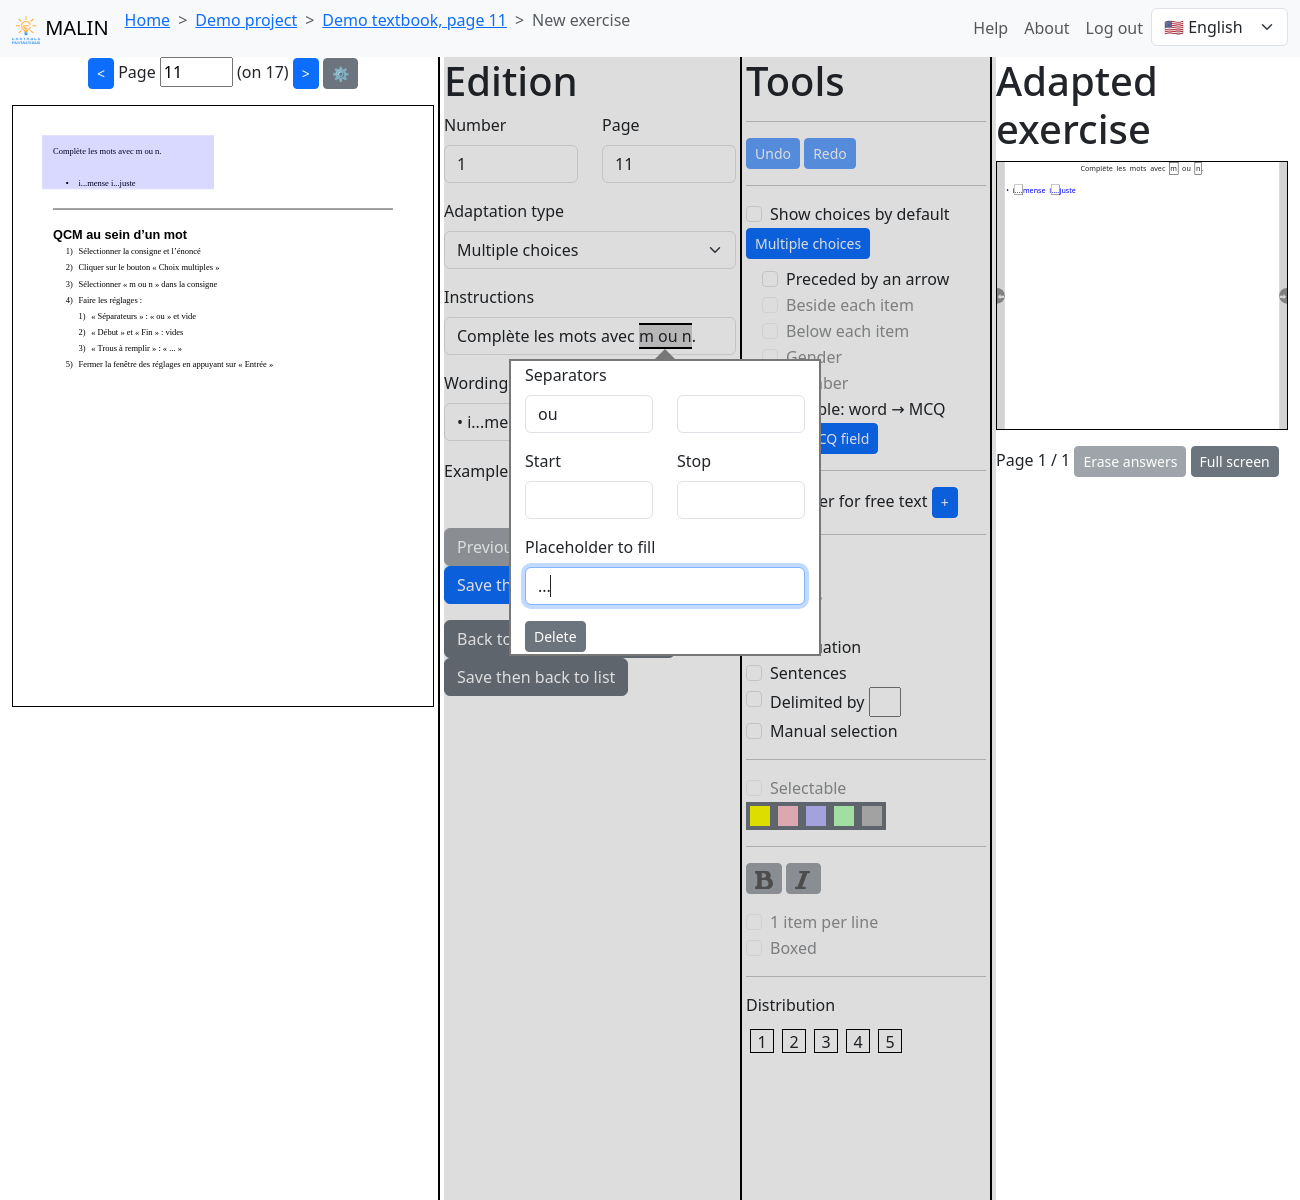 MALIN
Home > Demo project > Demo textbook, page 11 > New exercise
Help About Log out 🇺🇸 English
< Page 11 (on 17) > ⚙️
Complète les mots avec m ou n.
• i...mense i...juste
QCM au sein d’un mot
1) Sélectionner la consigne et l’énoncé
2) Cliquer sur le bouton « Choix multiples »
3) Sélectionner « m ou n » dans la consigne
4) Faire les réglages :
1) « Séparateurs » : « ou » et vide
2) « Début » et « Fin » : vides
3) « Trous à remplir » : « ... »
5) Fermer la fenêtre des réglages en appuyant sur « Entrée »
Edition
Number Page
1 11
Adaptation type
Multiple choices
Instructions
Complète les mots avec m ou n.
Wording
• i...me
Example
Previou
Save th
Back to
Save then back to list
Separators
ou
Start Stop
Placeholder to fill
...
Delete
Tools
Undo Redo
Show choices by default
Multiple choices
Preceded by an arrow
Beside each item
Below each item
Gender
ber
ble: word → MCQ
CQ field
er for free text +
ation
Sentences
Delimited by
Manual selection
Selectable
B I
1 item per line
Boxed
Distribution
1 2 3 4 5
Adapted
exercise
Complète les mots avec m ou n.
• i...mense i...juste
Page 1 / 1 Erase answers Full screen